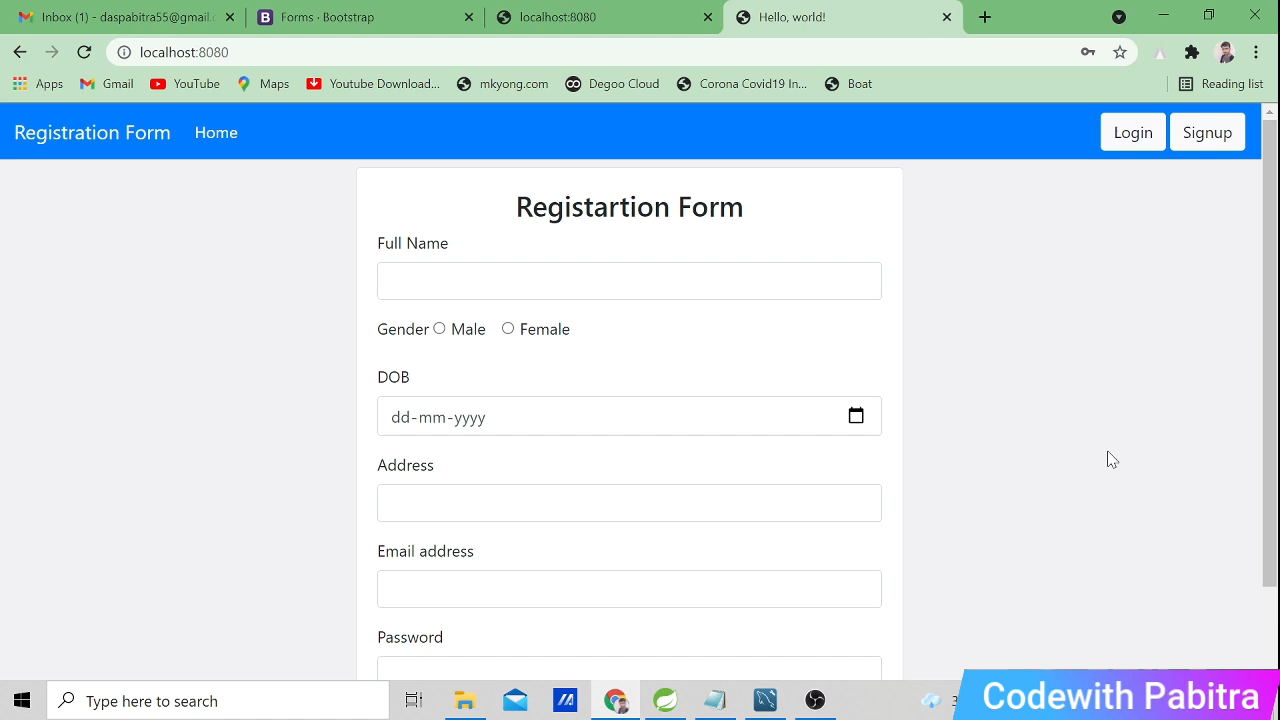 Inbox (1) - daspabitra55@gmail.c
Forms · Bootstrap
localhost:8080
Hello, world!
localhost:8080
Apps
Gmail
YouTube
Maps
Youtube Download...
mkyong.com
Degoo Cloud
Corona Covid19 In...
Boat
Reading list
Registration Form
Home
Login
Signup
Registartion Form
Full Name
Gender
Male
Female
DOB
dd-mm-yyyy
Address
Email address
Password
Type here to search
Codewith Pabitra